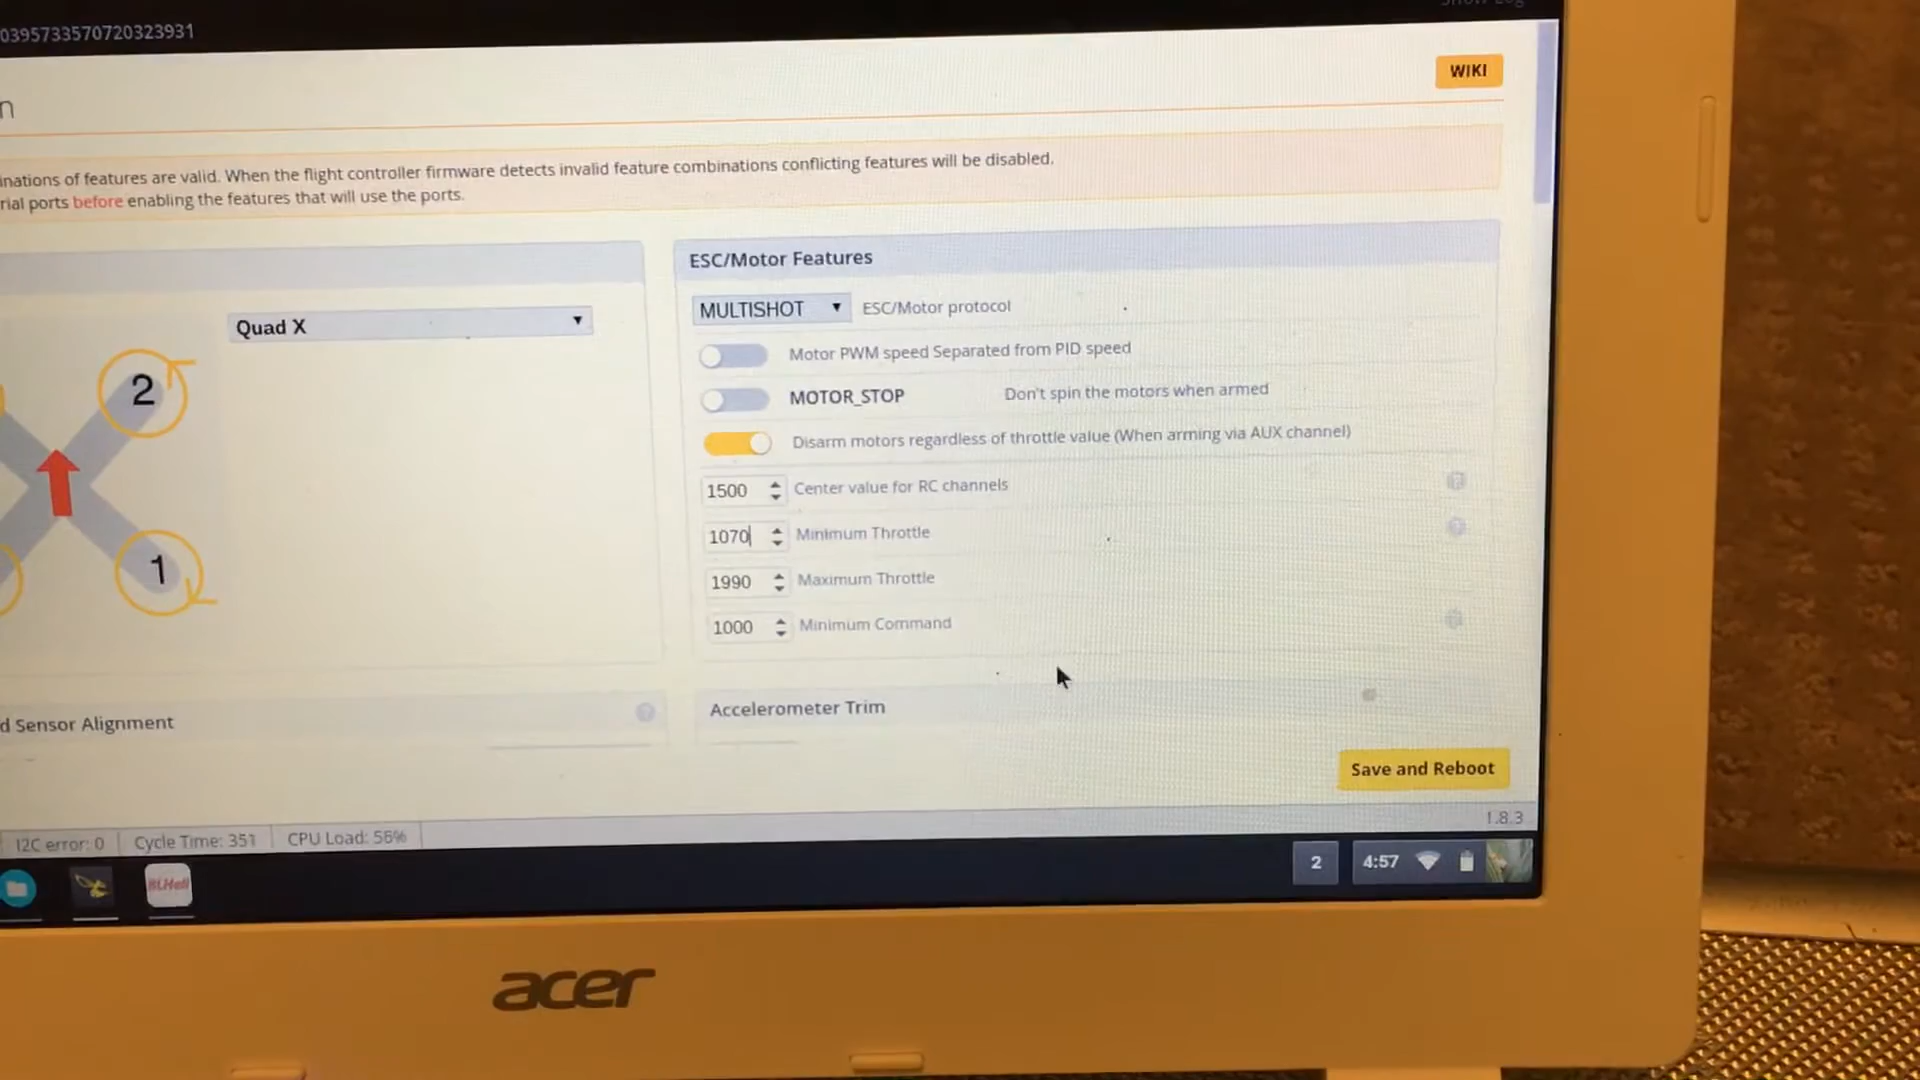 0395733570720323931
WIKI
n
inations of features are valid. When the flight controller firmware detects invalid feature combinations conflicting features will be disabled.
rial ports before enabling the features that will use the ports.
ESC/Motor Features
MULTISHOT ESC/Motor protocol
Quad X
Motor PWM speed Separated from PID speed
2
MOTOR_STOP Don't spin the motors when armed
Disarm motors regardless of throttle value (When arming via AUX channel)
1500 Center value for RC channels
1070 Minimum Throttle
1
1990 Maximum Throttle
1000 Minimum Command
d Sensor Alignment
Accelerometer Trim
Save and Reboot
1.8.3
I2C error: 0 Cycle Time: 351 CPU Load: 56%
BLHeli
2 4:57
acer